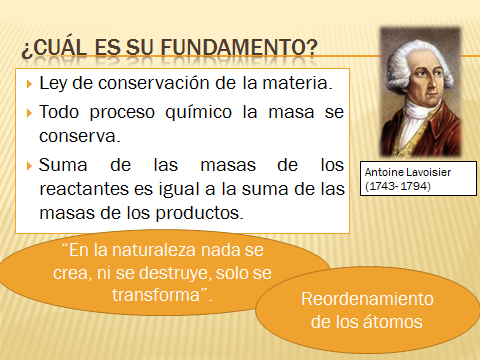 ¿CUÁL ES SU FUNDAMENTO?
Ley de conservación de la materia.
Todo proceso químico la masa se
conserva.
Suma de las masas de los
reactantes es igual a la suma de las
masas de los productos.
Antoine Lavoisier
(1743- 1794)
“En la naturaleza nada se
crea, ni se destruye, solo se
transforma”.
Reordenamiento
de los átomos